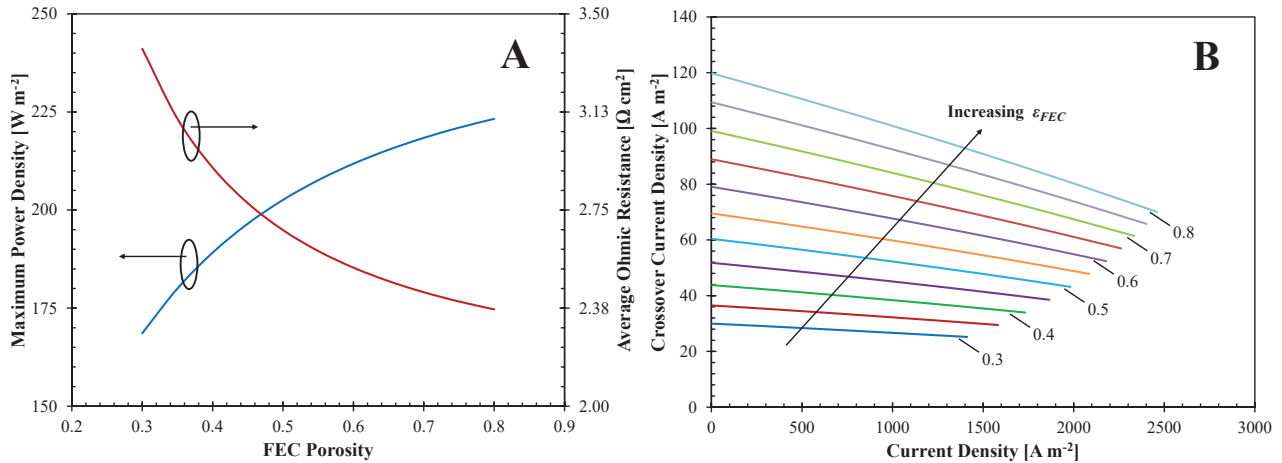 A
Maximum Power Density [W m⁻²]
250
225
200
175
150
0.2 0.3 0.4 0.5 0.6 0.7 0.8 0.9
FEC Porosity
3.50
3.13
2.75
2.38
2.00
Average Ohmic Resistance [Ω cm²]
B
Crossover Current Density [A m⁻²]
140
120
100
80
60
40
20
0
0 500 1000 1500 2000 2500 3000
Current Density [A m⁻²]
Increasing εFEC
0.8
0.7
0.6
0.5
0.4
0.3